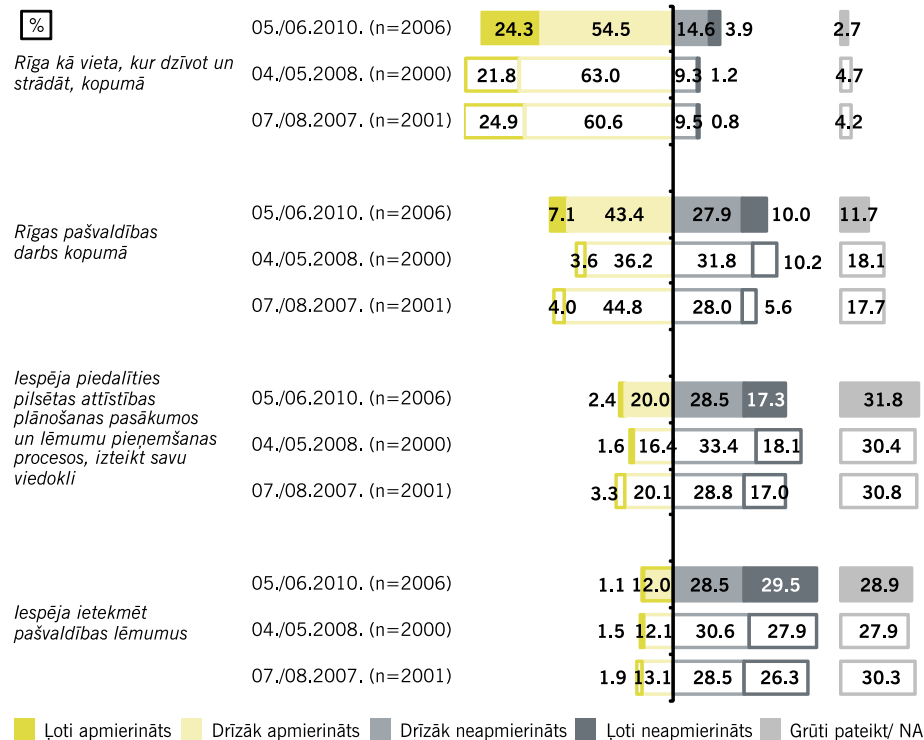 %
05./06.2010. (n=2006) 24.3 54.5 14.6 3.9 2.7
Rīga kā vieta, kur dzīvot un
strādāt, kopumā
04./05.2008. (n=2000) 21.8 63.0 9.3 1.2 4.7
07./08.2007. (n=2001) 24.9 60.6 9.5 0.8 4.2
Rīgas pašvaldības
darbs kopumā
05./06.2010. (n=2006) 7.1 43.4 27.9 10.0 11.7
04./05.2008. (n=2000) 3.6 36.2 31.8 10.2 18.1
07./08.2007. (n=2001) 4.0 44.8 28.0 5.6 17.7
Iespēja piedalīties
pilsētas attīstības
plānošanas pasākumos
un lēmumu pieņemšanas
procesos, izteikt savu
viedokli
05./06.2010. (n=2006) 2.4 20.0 28.5 17.3 31.8
04./05.2008. (n=2000) 1.6 16.4 33.4 18.1 30.4
07./08.2007. (n=2001) 3.3 20.1 28.8 17.0 30.8
Iespēja ietekmēt
pašvaldības lēmumus
05./06.2010. (n=2006) 1.1 12.0 28.5 29.5 28.9
04./05.2008. (n=2000) 1.5 12.1 30.6 27.9 27.9
07./08.2007. (n=2001) 1.9 13.1 28.5 26.3 30.3
Ļoti apmierināts Drīzāk apmierināts Drīzāk neapmierināts Ļoti neapmierināts Grūti pateikt/ NA